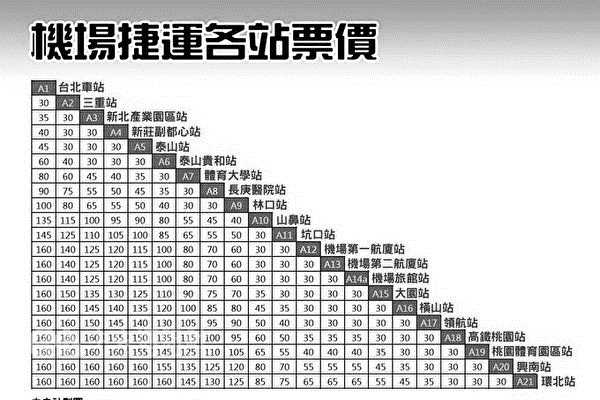 機場捷運各站票價
A1 台北車站
30 A2 三重站
35 30 A3 新北產業園區站
40 30 30 A4 新莊副都心站
45 30 30 30 A5 泰山站
60 40 30 30 30 A6 泰山貴和站
80 60 45 40 35 30 A7 體育大學站
90 75 55 50 45 35 30 A8 長庚醫院站
100 80 65 55 50 40 30 30 A9 林口站
135 115 100 95 90 80 55 45 40 A10 山鼻站
145 125 110 105 100 85 65 55 50 30 A11 坑口站
160 140 125 120 115 100 80 70 60 30 30 A12 機場第一航廈站
160 140 125 120 115 100 80 70 60 30 30 30 A13 機場第二航廈站
160 140 125 120 115 100 80 70 60 30 30 30 30 A14a 機場旅館站
160 150 130 130 125 110 90 75 70 35 30 30 30 30 A15 大園站
160 160 145 140 135 120 100 85 80 45 35 30 30 30 30 A16 橫山站
160 160 145 145 140 130 105 95 90 50 40 30 30 30 30 30 A17 領航站
160 160 160 150 135 115 100 95 60 50 35 35 35 30 30 30 A18 高鐵桃園站
160 160 160 160 155 145 125 110 105 65 55 40 40 40 35 30 30 30 A19 桃園體育園區站
160 160 160 160 160 155 135 30 30 30 A20 興南站
160 160 160 160 160 160 145 130 125 85 75 65 65 65 55 45 35 30 30 30 A21 環北站